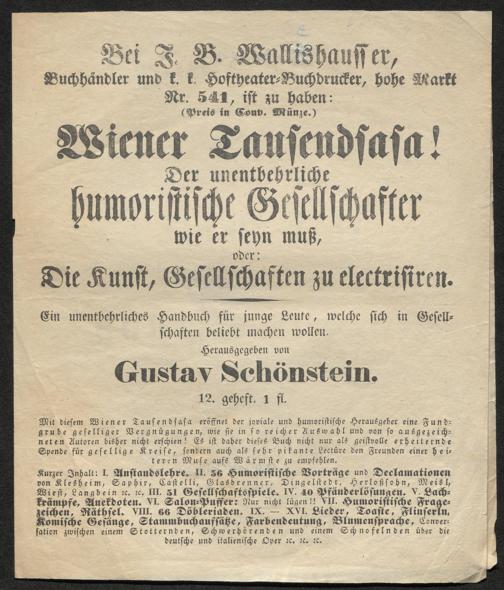 Bei J. B. Wallishausser,
Buchhändler und k. k. Hoftheater-Buchdrucker, hohe Markt
Nr. 541, ist zu haben:
(Preis in Conv. Münze.)
Wiener Tausendsasa!
Der unentbehrliche
humoristische Gesellschafter
wie er seyn muß,
oder:
Die Kunst, Gesellschaften zu electrisiren.
Ein unentbehrliches Handbuch für junge Leute, welche sich in Gesell-
schaften beliebt machen wollen.
Herausgegeben von
Gustav Schönstein.
12. geheft. 1 fl.
Mit diesem Wiener Tausendsasa eröffnet der joviale und humoristische Herausgeber eine Fund-
grube geselliger Vergnügungen, wie sie in so reicher Auswahl und von so ausgezeich-
neten Autoren bisher nicht erschien! Es ist daher dieses Buch nicht nur als geistvolle erheiternde
Spende für gesellige Kreise, sondern auch als sehr pikante Lectüre den Freunden einer hei-
teren Muse aufs Wärmste zu empfehlen.
Kurzer Inhalt: I. Anstandslehre. II. 56 Humoristische Vorträge und Declamationen
von Klesheim, Saphir, Castelli, Glasbrenner, Dingelstedt, Herloßsohn, Meisl,
Wiest, Langbein ꝛc. ꝛc. III. 51 Gesellschaftsspiele. IV. 40 Pfänderlösungen. V. Lach-
krämpfe, Anekdoten. VI. Salon-Puffer: Nur nicht lügen!! VII. Humoristische Frage-
zeichen, Räthsel. VIII. 66 Döbleriaden. IX. — XVI. Lieder, Toaste, Flinserln,
Komische Gesänge, Stammbuchaufsätze, Farbendeutung, Blumensprache, Conver-
sation zwischen einem Stotternden, Schwerhörenden und einem Schnofelnden über die
deutsche und italienische Oper ꝛc. ꝛc. ꝛc.